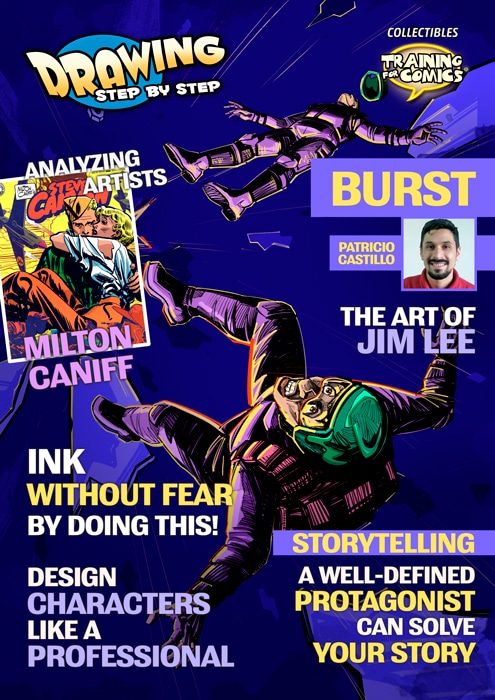 DRAWING
STEP BY STEP
COLLECTIBLES
TRAINING
FOR COMICS
ANALYZING
ARTISTS
STEVE
CANYON
MILTON
CANIFF
BURST
PATRICIO
CASTILLO
THE ART OF
JIM LEE
INK
WITHOUT FEAR
BY DOING THIS!
DESIGN
CHARACTERS
LIKE A
PROFESSIONAL
STORYTELLING
A WELL-DEFINED
PROTAGONIST
CAN SOLVE
YOUR STORY